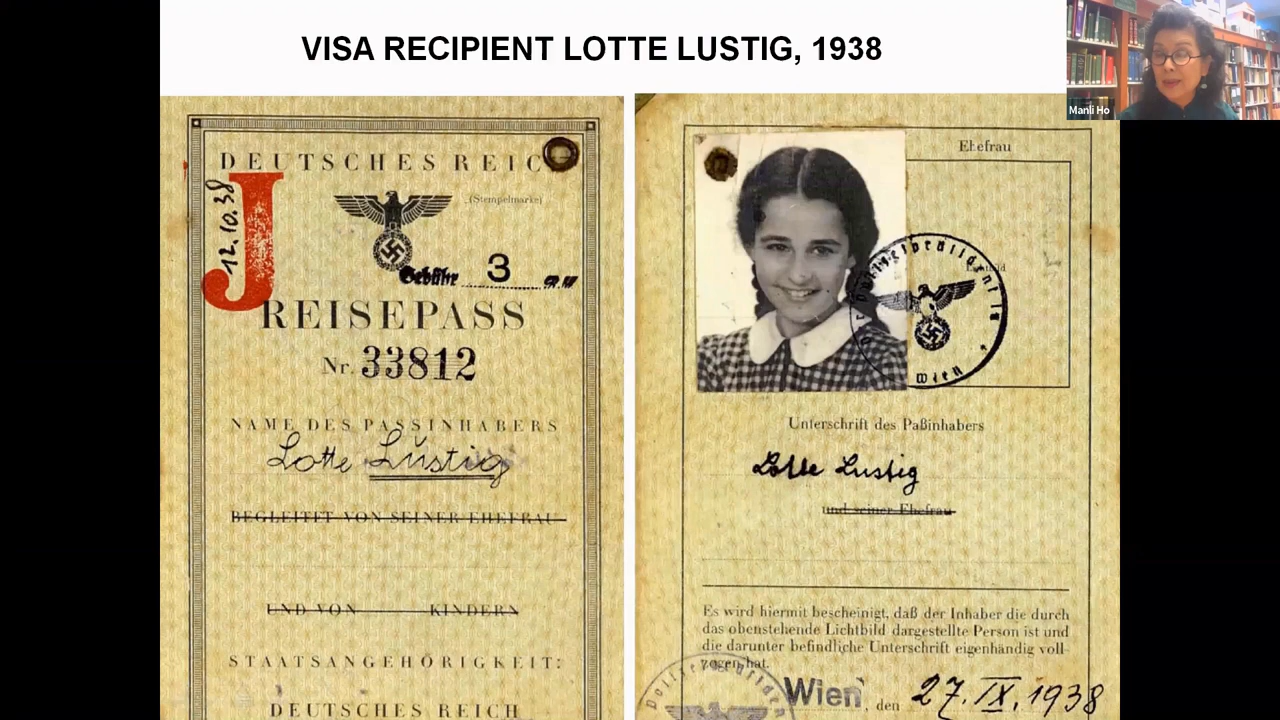 VISA RECIPIENT LOTTE LUSTIG, 1938
Manli Ho
DEUTSCHES REIC
J
12.10.38
(Stempelmarke)
Gebühr 3 RM
REISEPASS
Nr. 33812
NAME DES PASSINHABERS
Lotte Lustig
BEGLEITET VON SEINER EHEFRAU
UND VON KINDERN
STAATSANGEHÖRIGKEIT:
DEUTSCHES REICH
Ehefrau
Wien
Unterschrift des Paßinhabers
Lotte Lustig
und seiner Ehefrau
Es wird hiermit bescheinigt, daß der Inhaber die durch
das obenstehende Lichtbild dargestellte Person ist und
die darunter befindliche Unterschrift eigenhändig voll-
zogen hat.
Wien, den 27. IX. 1938